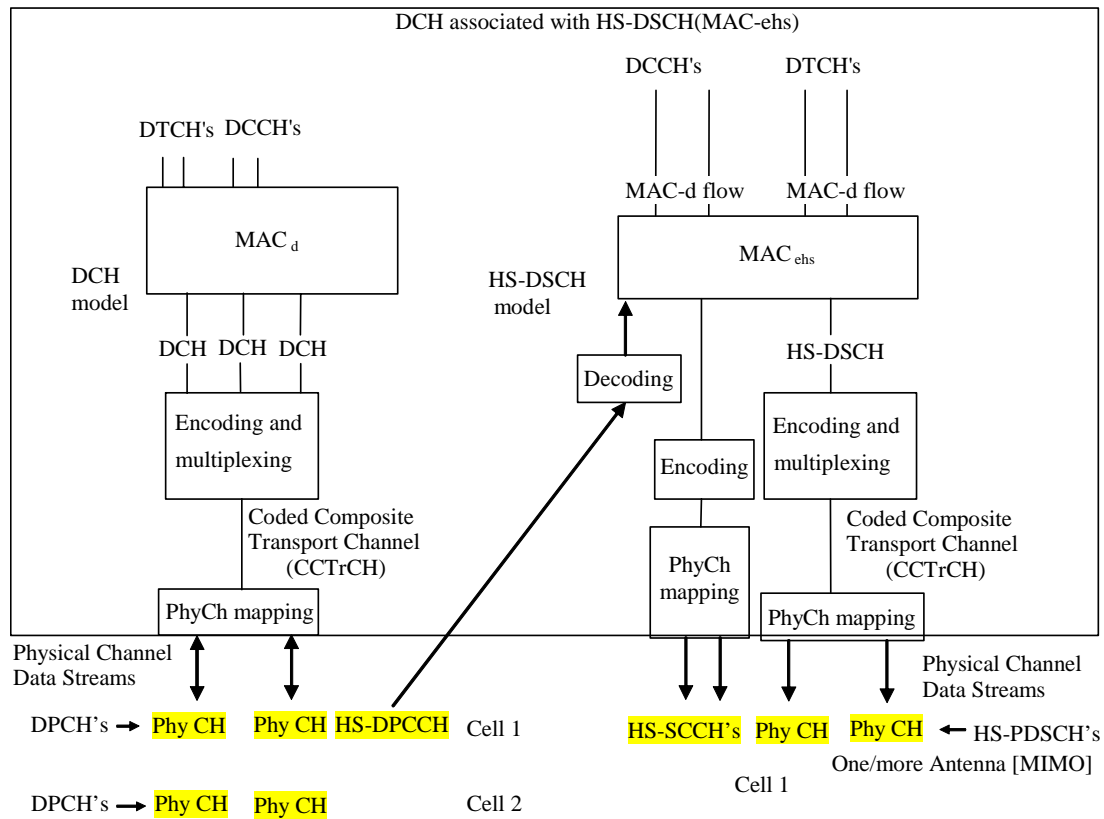 DCH associated with HS-DSCH(MAC-ehs)
DCCH's DTCH's
DTCH's DCCH's
MAC-d flow MAC-d flow
MAC d
MAC ehs
DCH
model
HS-DSCH
model
DCH DCH DCH
HS-DSCH
Decoding
Encoding and
multiplexing
Encoding
Encoding and
multiplexing
Coded Composite
Transport Channel
(CCTrCH)
Coded Composite
Transport Channel
(CCTrCH)
PhyCh
mapping
PhyCh mapping
PhyCh mapping
Physical Channel
Data Streams
Physical Channel
Data Streams
DPCH’s Phy CH Phy CH HS-DPCCH Cell 1
HS-SCCH’s Phy CH Phy CH HS-PDSCH’s
One/more Antenna [MIMO]
Cell 1
DPCH’s Phy CH Phy CH Cell 2